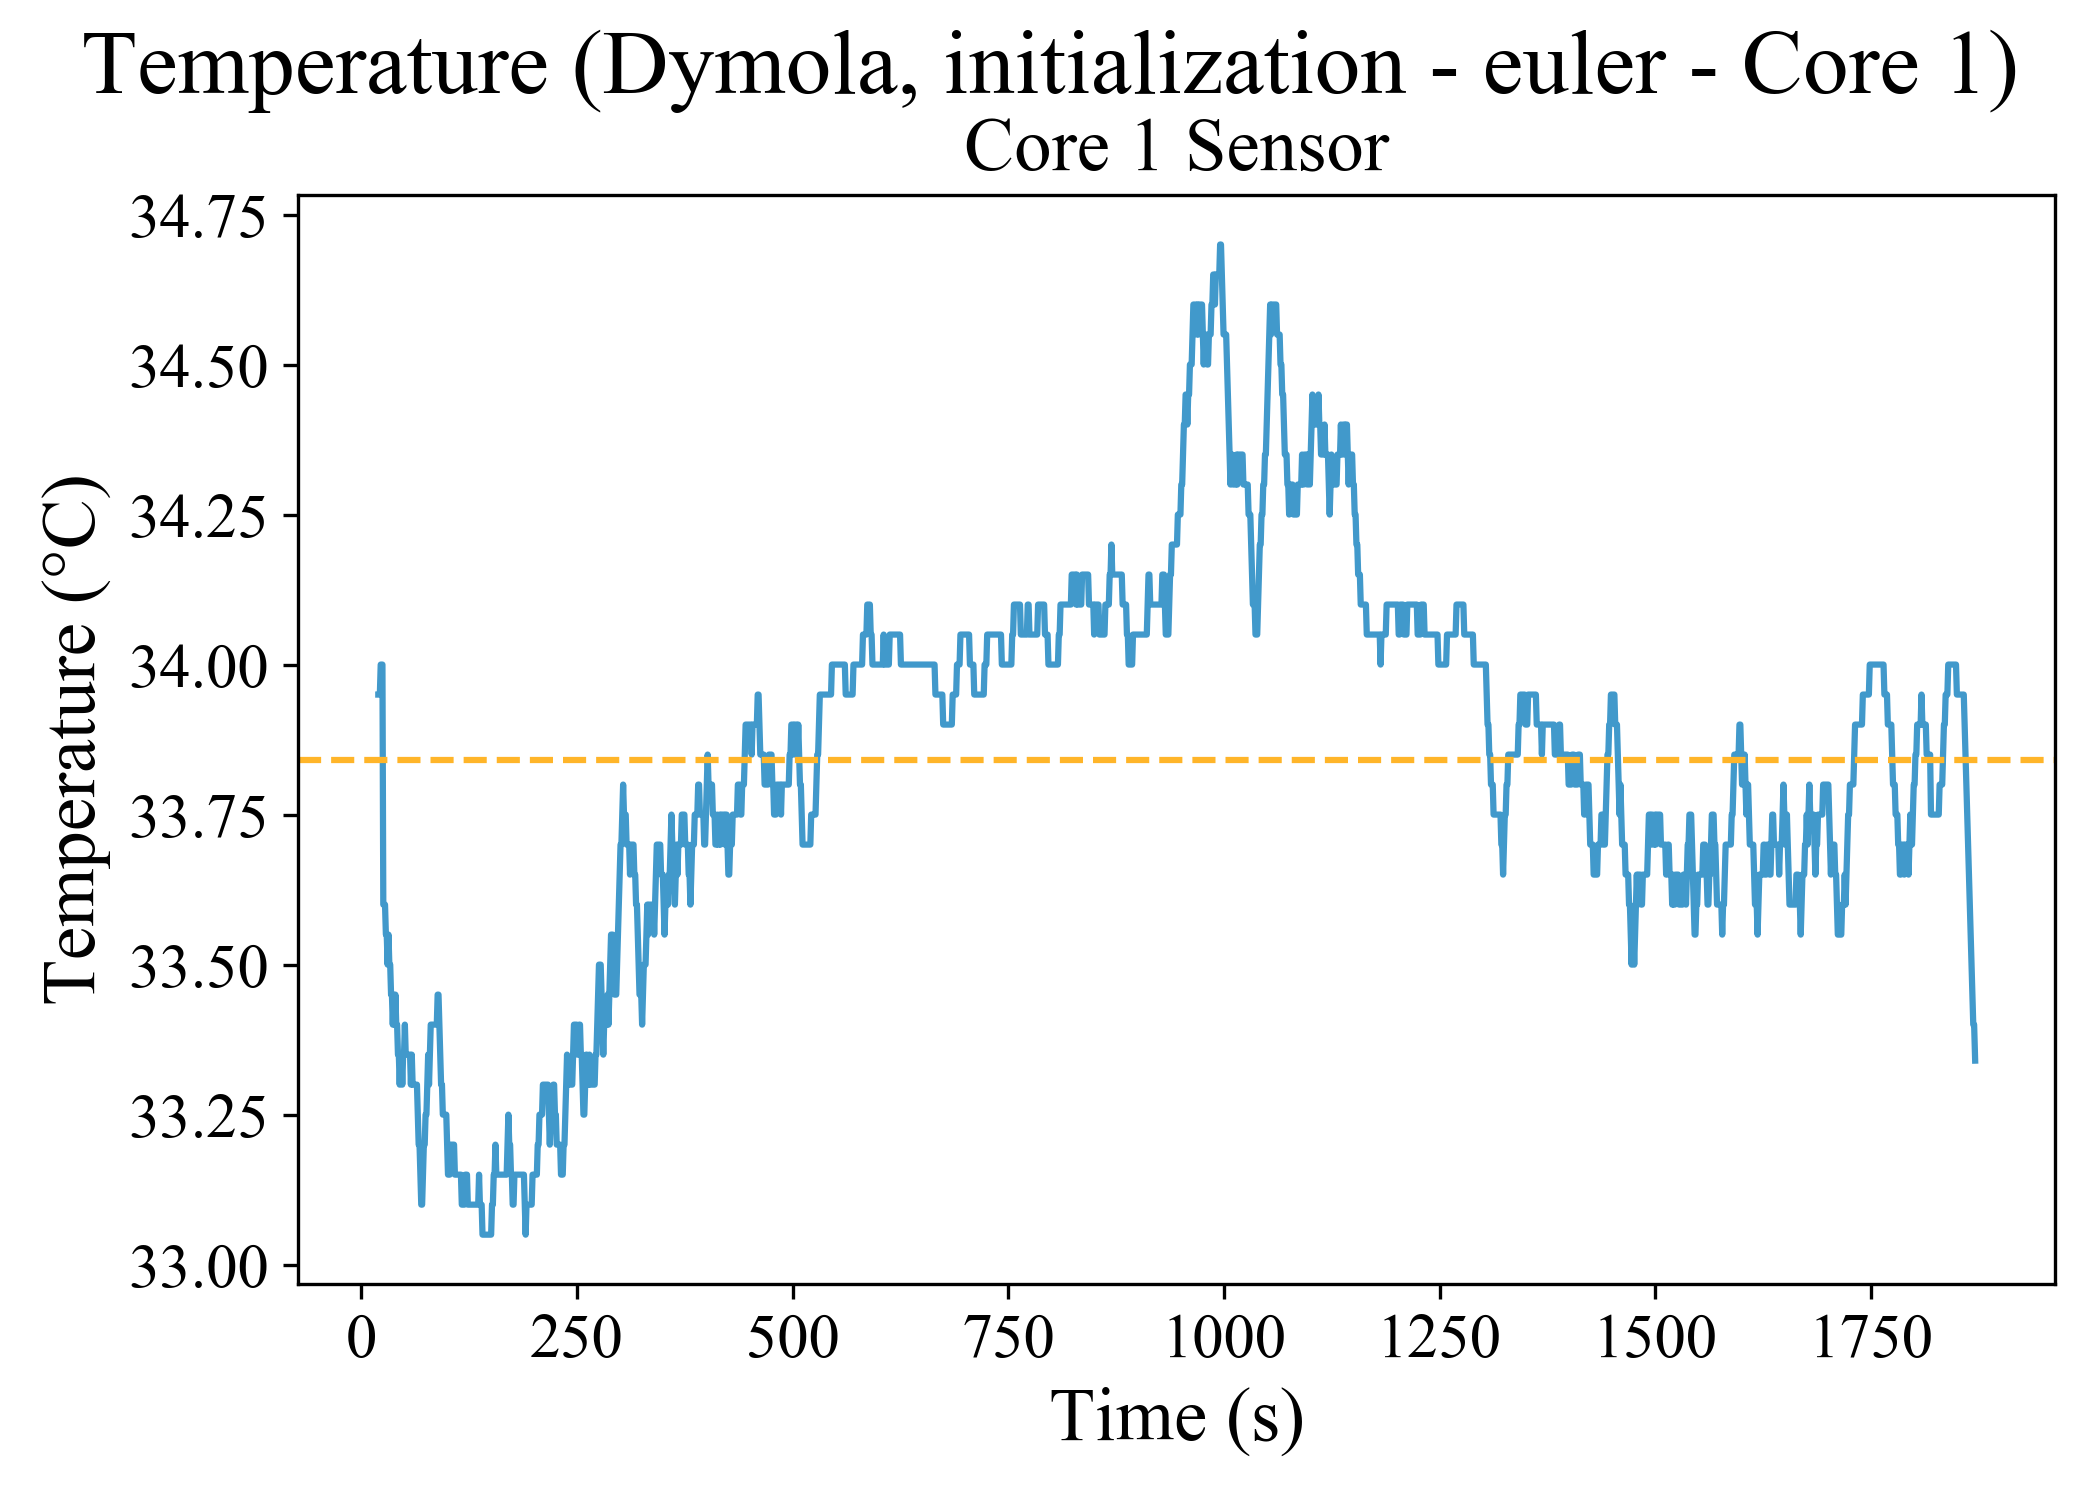 Temperature (Dymola, initialization - euler - Core 1)
Core 1 Sensor
34.75
34.50
34.25
34.00
33.75
33.50
33.25
33.00
Temperature (°C)
0 250 500 750 1000 1250 1500 1750
Time (s)